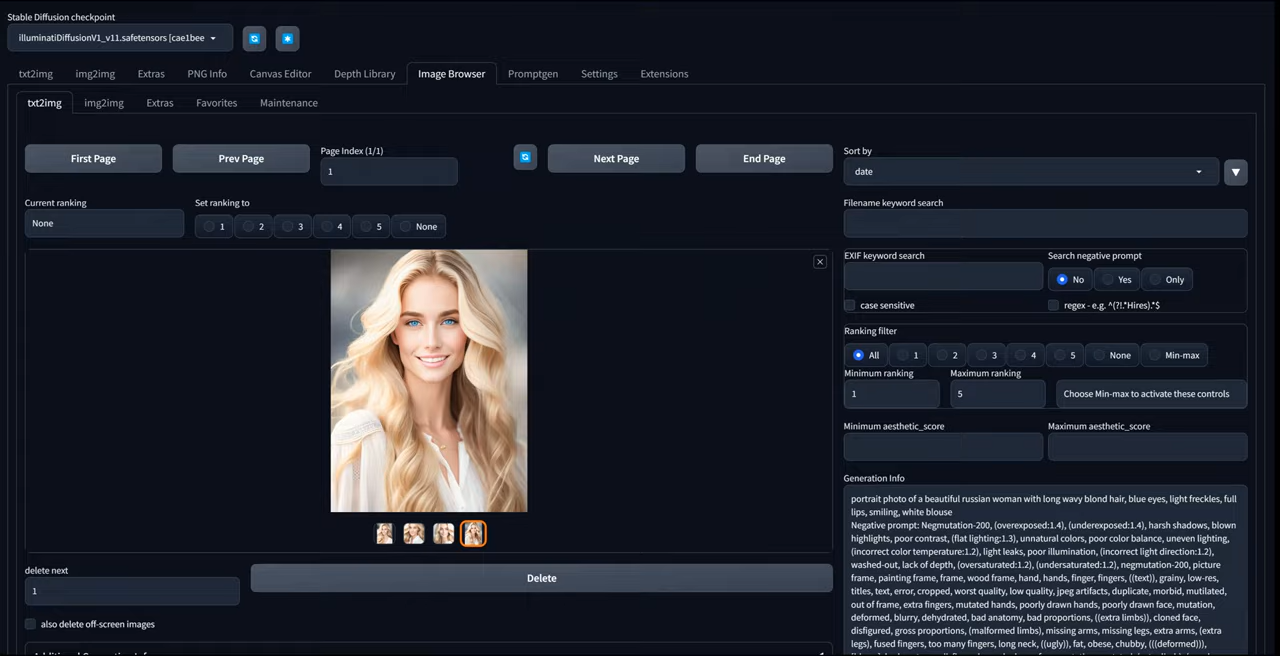 Stable Diffusion checkpoint
illuminatiDiffusionV1_v11.safetensors [cae1bee
txt2img img2img Extras PNG Info Canvas Editor Depth Library Image Browser Promptgen Settings Extensions
txt2img img2img Extras Favorites Maintenance
First Page Prev Page Page Index (1/1) 1 Next Page End Page
Sort by
date
Current ranking
None
Set ranking to
1 2 3 4 5 None
Filename keyword search
EXIF keyword search
Search negative prompt
No Yes Only
case sensitive
regex - e.g. ^(?!.*Hires).*$
Ranking filter
All 1 2 3 4 5 None Min-max
Minimum ranking Maximum ranking
1 5 Choose Min-max to activate these controls
Minimum aesthetic_score Maximum aesthetic_score
Generation Info
portrait photo of a beautiful russian woman with long wavy blond hair, blue eyes, light freckles, full
lips, smiling, white blouse
Negative prompt: Negmutation-200, (overexposed:1.4), (underexposed:1.4), harsh shadows, blown
highlights, poor contrast, (flat lighting:1.3), unnatural colors, poor color balance, uneven lighting,
(incorrect color temperature:1.2), light leaks, poor illumination, (incorrect light direction:1.2),
washed-out, lack of depth, (oversaturated:1.2), (undersaturated:1.2), negmutation-200, picture
frame, painting frame, frame, wood frame, hand, hands, finger, fingers, ((text)), grainy, low-res,
titles, text, error, cropped, worst quality, low quality, jpeg artifacts, duplicate, morbid, mutilated,
out of frame, extra fingers, mutated hands, poorly drawn hands, poorly drawn face, mutation,
deformed, blurry, dehydrated, bad anatomy, bad proportions, ((extra limbs)), cloned face,
disfigured, gross proportions, (malformed limbs), missing arms, missing legs, extra arms, (extra
legs), fused fingers, too many fingers, long neck, ((ugly)), fat, obese, chubby, (((deformed))),
delete next
1
Delete
also delete off-screen images